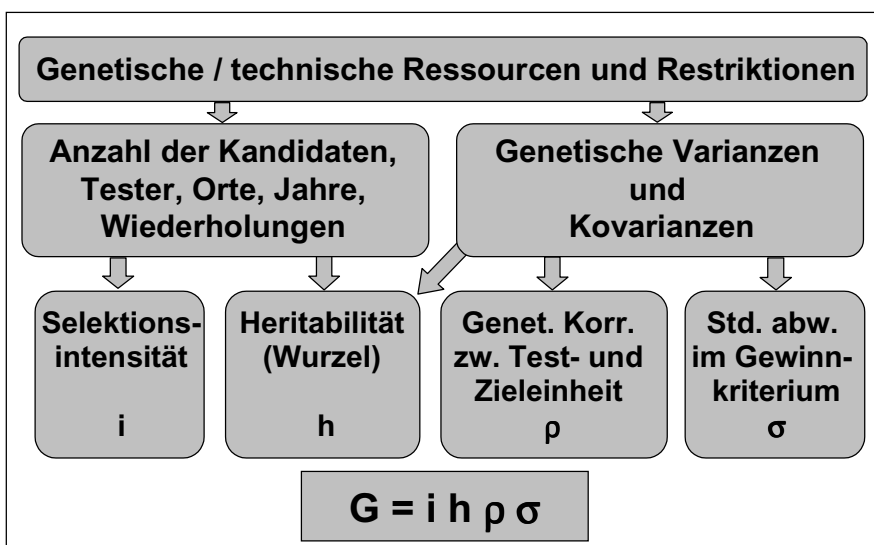 Genetische / technische Ressourcen und Restriktionen
Anzahl der Kandidaten,
Tester, Orte, Jahre,
Wiederholungen
Genetische Varianzen
und
Kovarianzen
Selektions-
intensität
i
Heritabilität
(Wurzel)
h
Genet. Korr.
zw. Test- und
Zieleinheit
ρ
Std. abw.
im Gewinn-
kriterium
σ
G = i h ρ σ